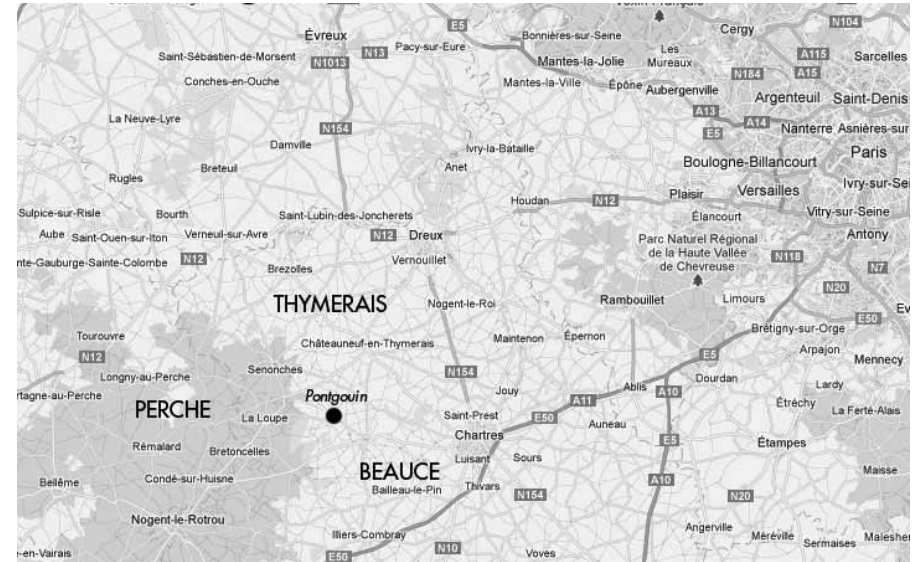 Vexin Français
N104
Évreux
E5
Bonnières-sur-Seine
Cergy
Saint-Sébastien-de-Morsent
N1013
N13
Pacy-sur-Eure
Les
Mureaux
A115
Sarcelles
Mantes-la-Jolie
N184
A15
Conches-en-Ouche
Mantes-la-Ville
Épône
Aubergenville
Argenteuil
Saint-Denis
La Neuve-Lyre
N154
A13
E5
A14
Nanterre
Asnières-sur
Damville
Ivry-la-Bataille
Anet
Boulogne-Billancourt
Paris
Rugles
Breteuil
Houdan
N12
Plaisir
Versailles
Ivry-sur-Sei
-Sulpice-sur-Risle
Bourth
Saint-Lubin-des-Joncherets
Élancourt
Vitry-sur-Seine
Aube
Saint-Ouen-sur-Iton
Verneuil-sur-Avre
N12
Dreux
Parc Naturel Régional
de la Haute Vallée
de Chevreuse
Antony
nte-Gauburge-Sainte-Colombe
N12
Brezolles
Vernouillet
N118
N7
N20
THYMERAIS
Nogent-le-Roi
Rambouillet
Limours
E50
Ev
Tourouvre
Châteauneuf-en-Thymerais
Maintenon
Épernon
Brétigny-sur-Orge
N12
E5
Arpajon
Mennecy
Longny-au-Perche
Senonches
N154
Dourdan
rtagne-au-Perche
Pontgouin
Jouy
A11
Ablis
A10
Lardy
Étréchy
PERCHE
La Loupe
Saint-Prest
E50
Auneau
La Ferté-Alais
Chartres
E5
Étampes
Rémalard
Bretoncelles
BEAUCE
Luisant
Sours
Maisse
Bellême
Condé-sur-Huisne
Bailleau-le-Pin
Thivars
N154
A10
N20
Nogent-le-Rotrou
Illiers-Combray
Angerville
Méréville
Sermaises
Malesher
e-en-Vairais
E50
N10
Voves